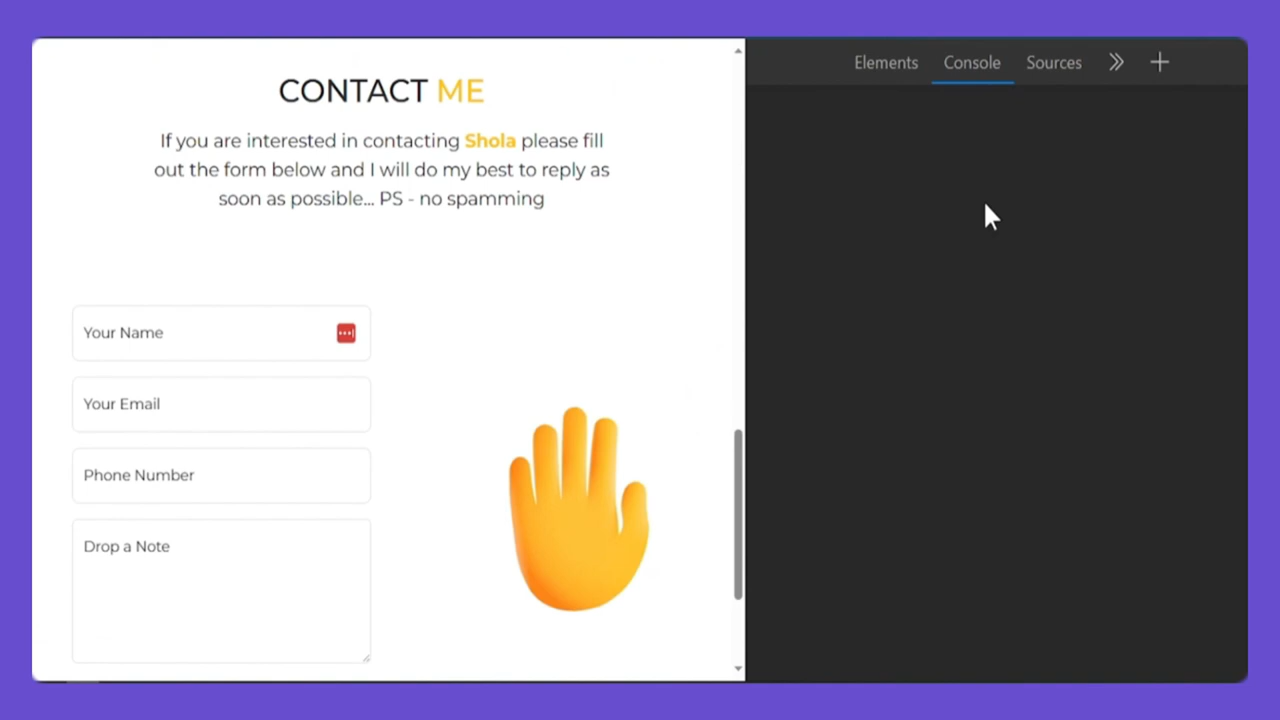 CONTACT ME
If you are interested in contacting Shola please fill
out the form below and I will do my best to reply as
soon as possible... PS - no spamming
Your Name
Your Email
Phone Number
Drop a Note
Elements Console Sources